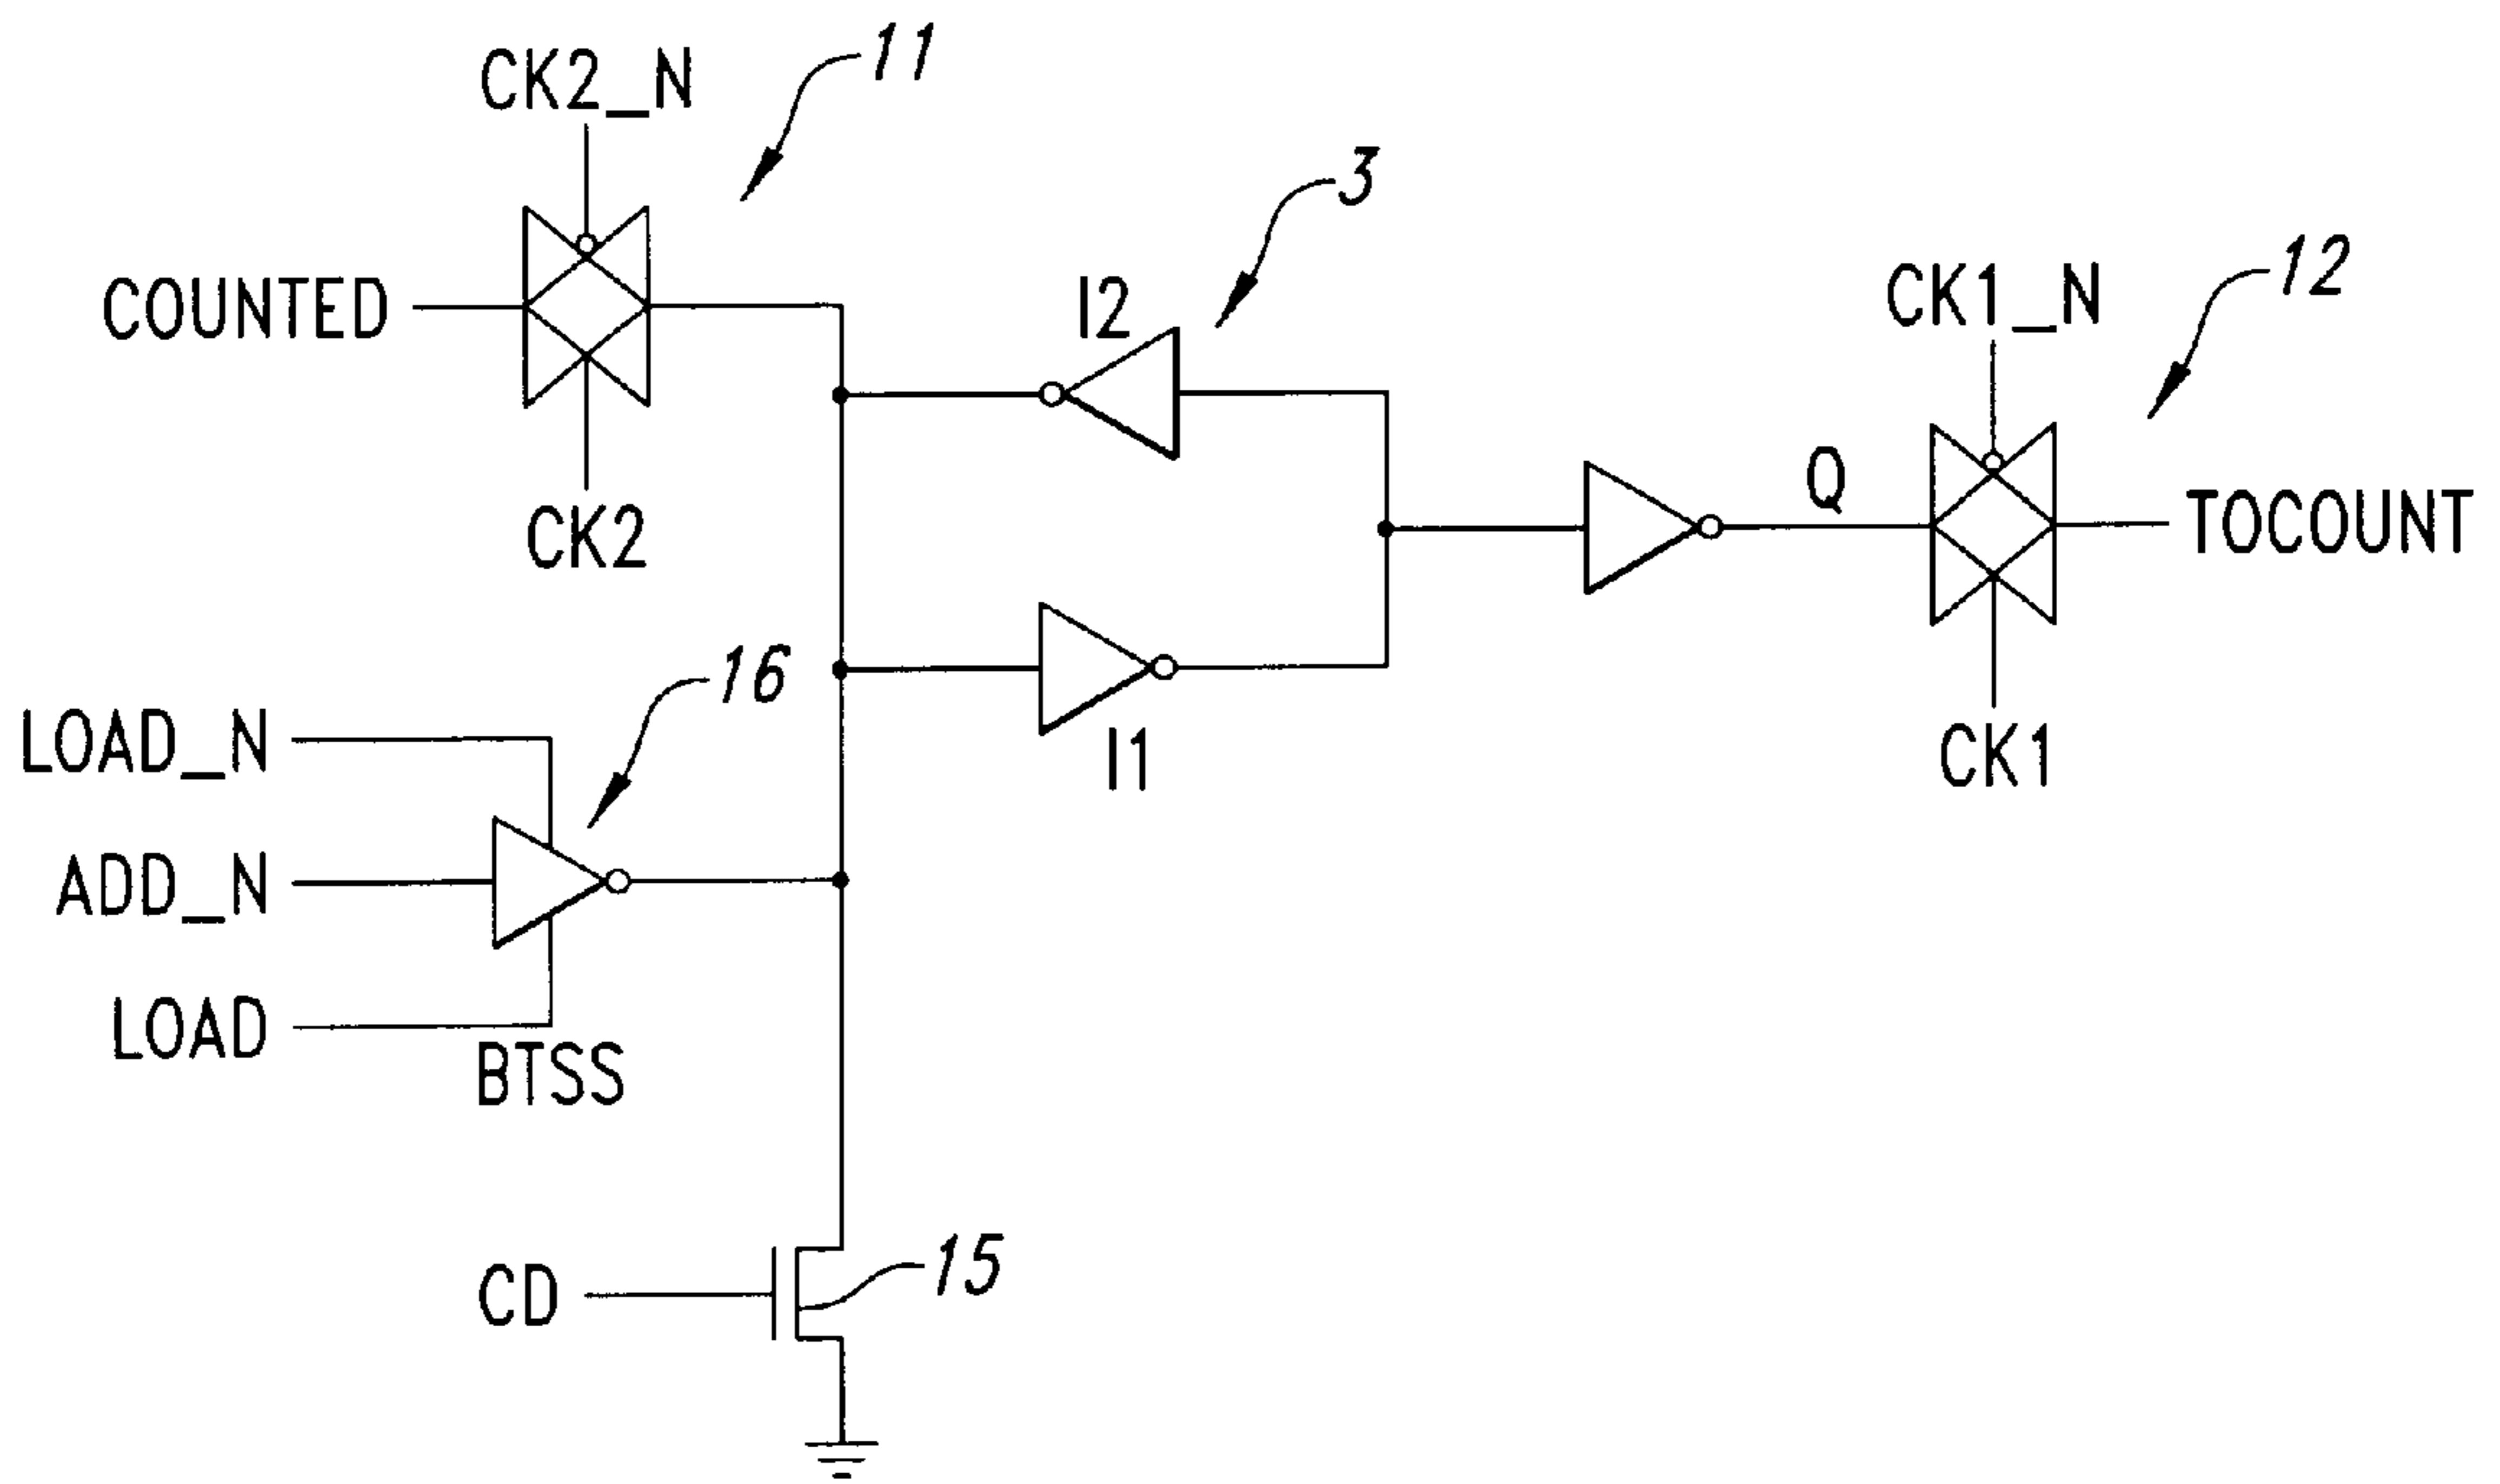 CK2_N
11
3
COUNTED
I2
CK1_N
12
CK2
Q
TOCOUNT
16
LOAD_N
I1
CK1
ADD_N
LOAD
BTSS
CD
15